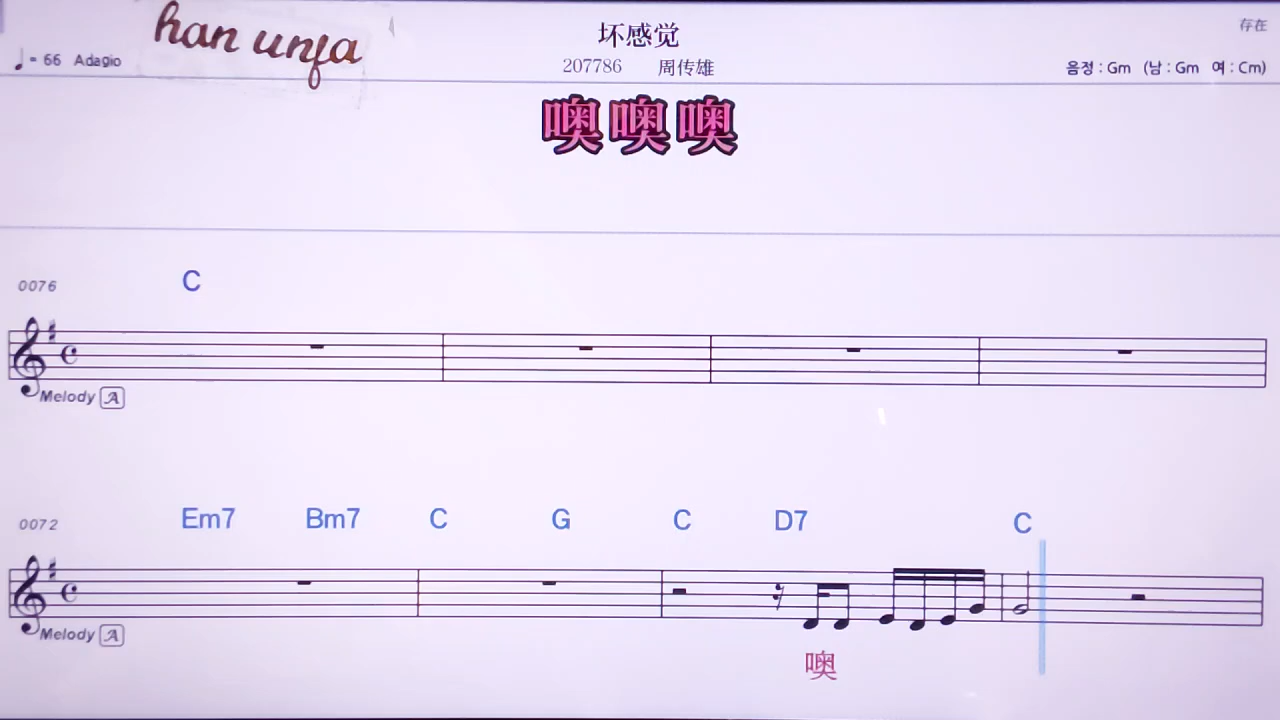 han unfa
坏感觉
存在
♩= 66 Adagio
207786 周传雄
음정 : Gm (남 : Gm 여 : Cm)
噢噢噢
0076 C
Melody A
0072 Em7 Bm7 C G C D7 C
Melody A
噢